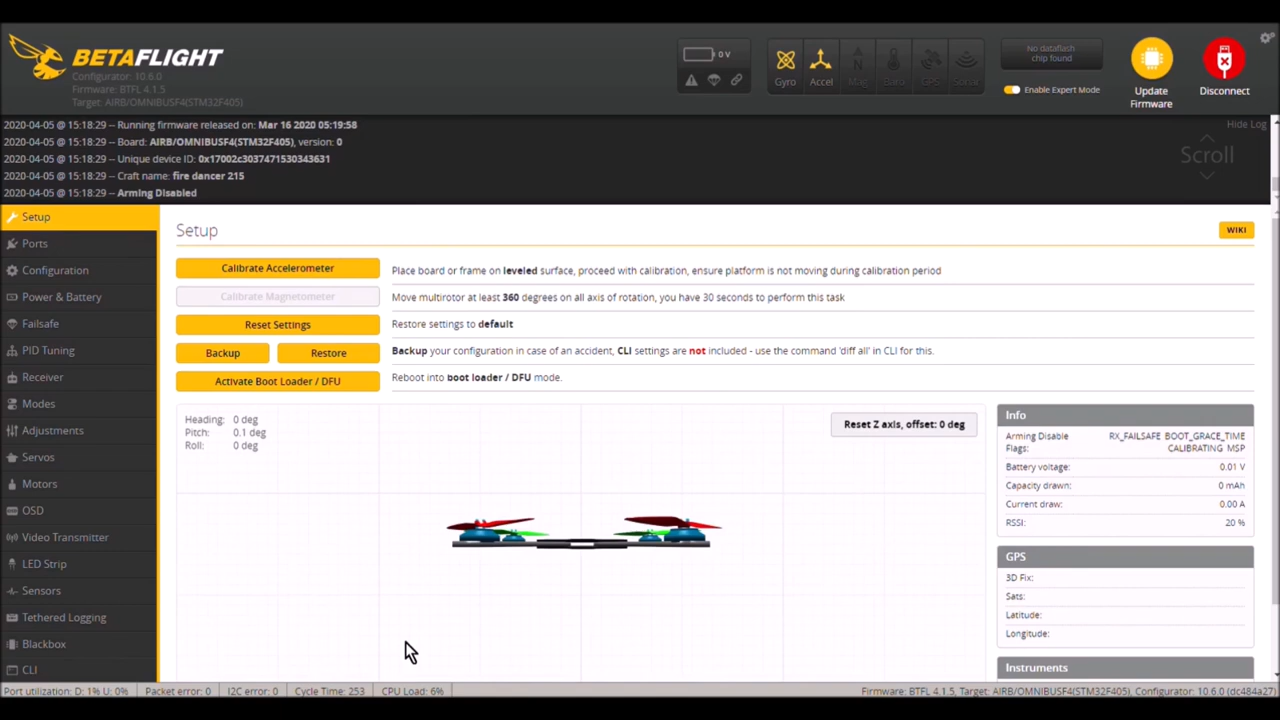 BETAFLIGHT
Configurator: 10.6.0
Firmware: BTFL 4.1.5
Target: AIRB/OMNIBUSF4(STM32F405)
0 V
Gyro
Accel
Mag
Baro
GPS
Sonar
No dataflash
chip found
Enable Expert Mode
Update
Firmware
Disconnect
2020-04-05 @ 15:18:29 -- Running firmware released on: Mar 16 2020 05:19:58
2020-04-05 @ 15:18:29 -- Board: AIRB/OMNIBUSF4(STM32F405), version: 0
2020-04-05 @ 15:18:29 -- Unique device ID: 0x17002c3037471530343631
2020-04-05 @ 15:18:29 -- Craft name: fire dancer 215
2020-04-05 @ 15:18:29 -- Arming Disabled
Hide Log
Scroll
Setup
Ports
Configuration
Power & Battery
Failsafe
PID Tuning
Receiver
Modes
Adjustments
Servos
Motors
OSD
Video Transmitter
LED Strip
Sensors
Tethered Logging
Blackbox
CLI
Setup
WIKI
Calibrate Accelerometer
Place board or frame on leveled surface, proceed with calibration, ensure platform is not moving during calibration period
Calibrate Magnetometer
Move multirotor at least 360 degrees on all axis of rotation, you have 30 seconds to perform this task
Reset Settings
Restore settings to default
Backup
Restore
Backup your configuration in case of an accident, CLI settings are not included - use the command 'diff all' in CLI for this.
Activate Boot Loader / DFU
Reboot into boot loader / DFU mode.
Heading: 0 deg
Pitch: 0.1 deg
Roll: 0 deg
Reset Z axis, offset: 0 deg
Info
Arming Disable Flags: RX_FAILSAFE BOOT_GRACE_TIME
CALIBRATING MSP
Battery voltage: 0.01 V
Capacity drawn: 0 mAh
Current draw: 0.00 A
RSSI: 20 %
GPS
3D Fix:
Sats:
Latitude:
Longitude:
Instruments
Port utilization: D: 1% U: 0%
Packet error: 0
I2C error: 0
Cycle Time: 253
CPU Load: 6%
Firmware: BTFL 4.1.5, Target: AIRB/OMNIBUSF4(STM32F405), Configurator: 10.6.0 (dc484a27)